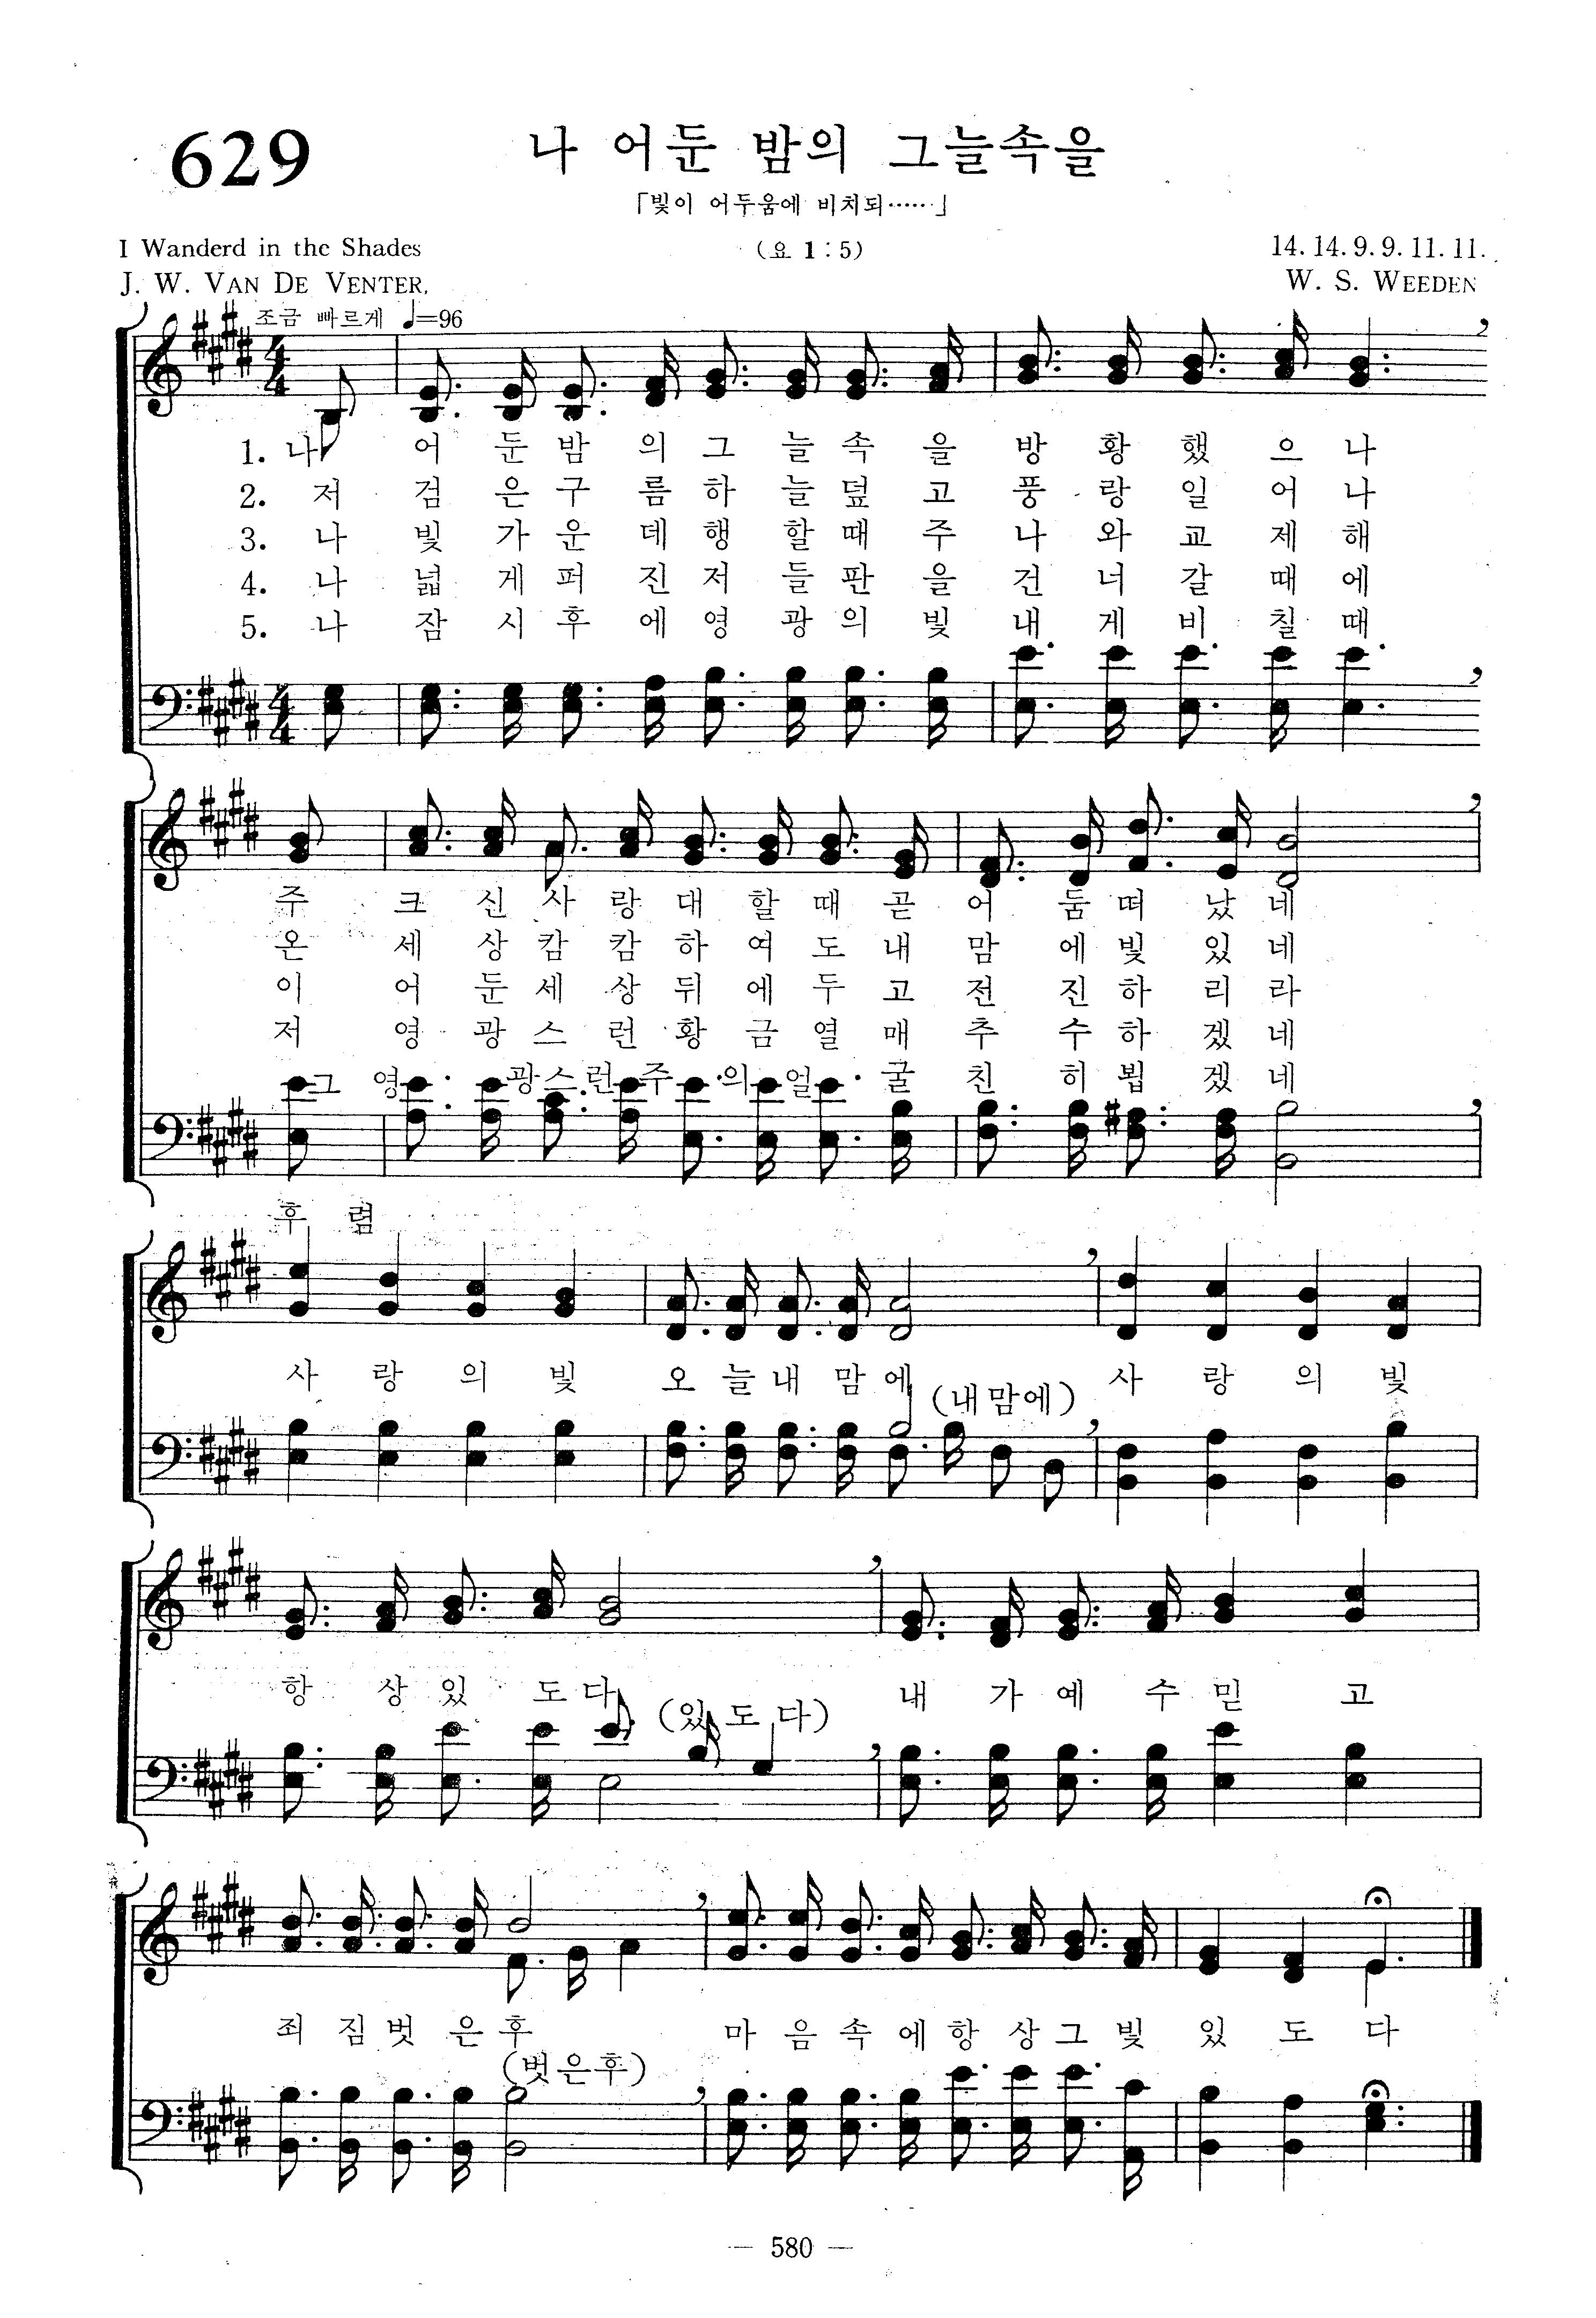 629
나 어둔 밤의 그늘속을
「빛이 어두움에 비치되……」
I Wanderd in the Shades
(요 1 : 5)
14. 14. 9. 9. 11. 11.
J. W. VAN DE VENTER,
W. S. WEEDEN
조금 빠르게 ♩=96
1. 나 어 둔 밤 의 그 늘 속 을 방 황 했 으 나
2. 저 검 은 구 름 하 늘 덮 고 풍 랑 일 어 나
3. 나 빛 가 운 데 행 할 때 주 나 와 교 제 해
4. 나 넓 게 퍼 진 저 들 판 을 건 너 갈 때 에
5. 나 잠 시 후 에 영 광 의 빛 내 게 비 칠 때
주 크 신 사 랑 대 할 때 곧 어 둠 떠 났 네
온 세 상 캄 캄 하 여 도 내 맘 에 빛 있 네
이 어 둔 세 상 뒤 에 두 고 전 진 하 리 라
저 영 광 스 런 황 금 열 매 추 수 하 겠 네
그 영 광 스 런 주 의 얼 굴 친 히 뵙 겠 네
후 렴
사 랑 의 빛 오 늘 내 맘 에 (내 맘 에) 사 랑 의 빛
항 상 있 도 다 (있 도 다) 내 가 예 수 믿 고
죄 짐 벗 은 후 마 음 속 에 항 상 그 빛 있 도 다
(벗은후)
— 580 —